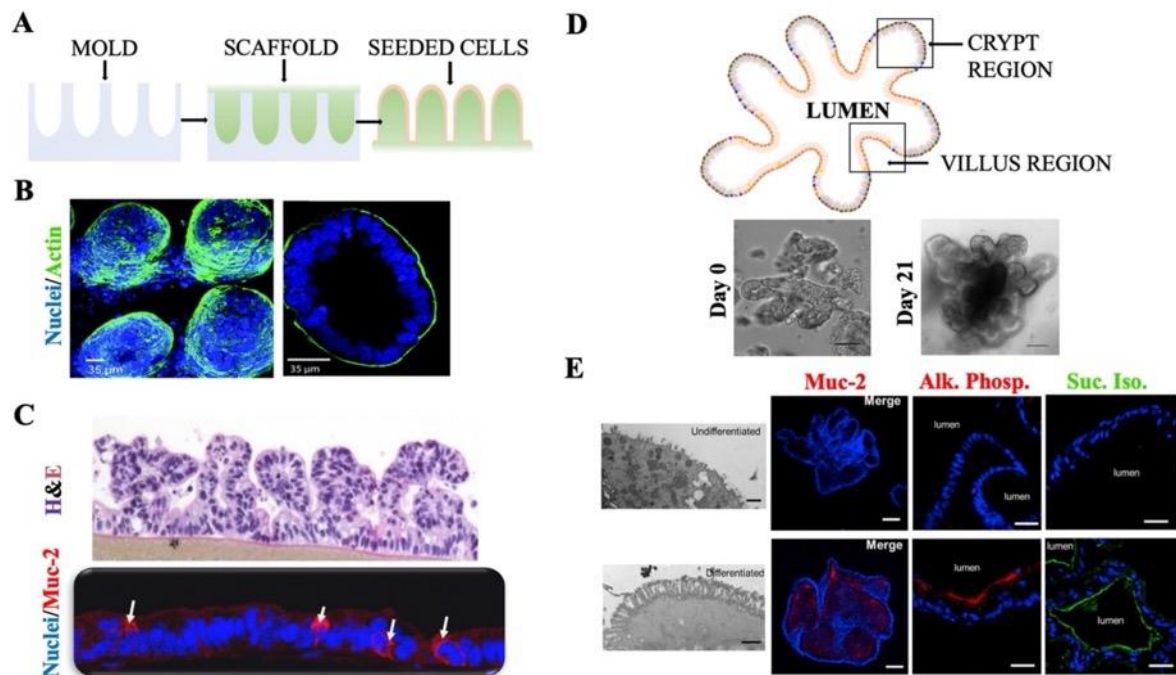 A
MOLD
SCAFFOLD
SEEDED CELLS
B
Nuclei/Actin
35 µm
35 µm
C
H&E
Nuclei/Muc-2
D
CRYPT
REGION
LUMEN
VILLUS REGION
Day 0
Day 21
E
Muc-2
Alk. Phosp.
Suc. Iso.
Undifferentiated
Merge
lumen
lumen
lumen
Differentiated
Merge
lumen
lumen
lumen